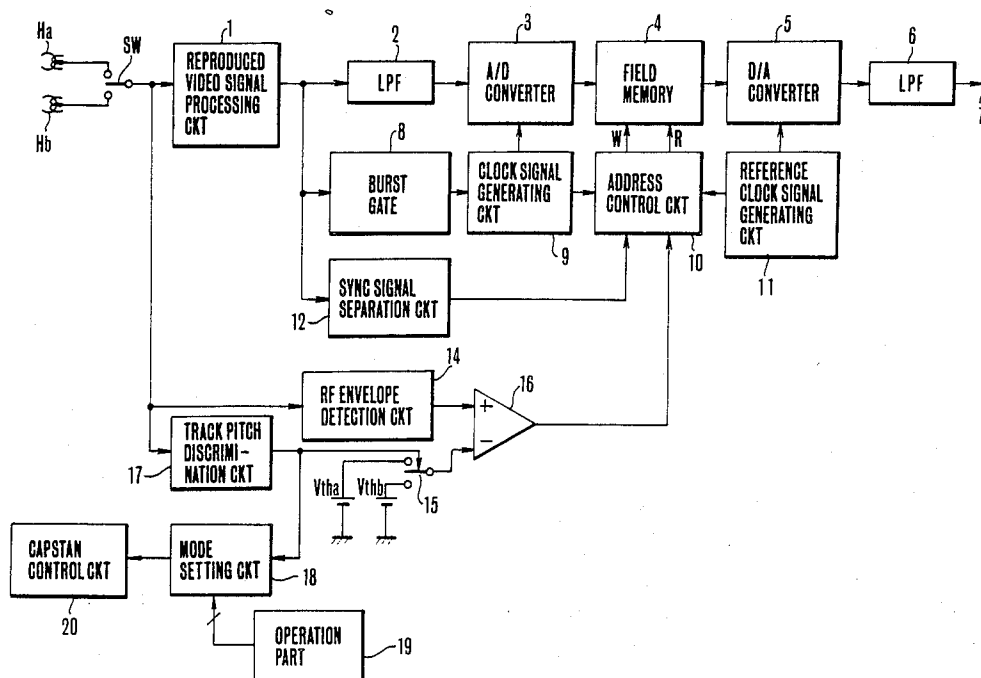 Ha
SW
Hb
1
REPRODUCED
VIDEO SIGNAL
PROCESSING
CKT
2
LPF
3
A/D
CONVERTER
4
FIELD
MEMORY
5
D/A
CONVERTER
6
LPF
7
8
BURST
GATE
CLOCK SIGNAL
GENERATING
CKT
9
W
R
ADDRESS
CONTROL CKT
10
REFERENCE
CLOCK SIGNAL
GENERATING
CKT
11
SYNC SIGNAL
SEPARATION CKT
12
14
RF ENVELOPE
DETECTION CKT
16
+
−
TRACK PITCH
DISCRIMI-
NATION CKT
17
Vtha
Vthb
15
CAPSTAN
CONTROL CKT
20
MODE
SETTING CKT
18
OPERATION
PART
19